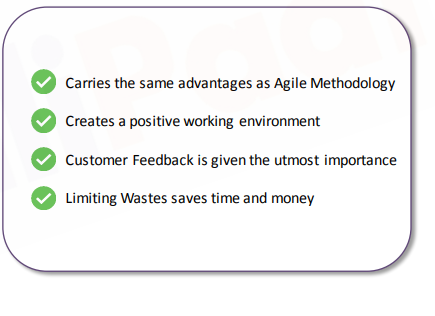 Carries the same advantages as Agile Methodology
Creates a positive working environment
Customer Feedback is given the utmost importance
Limiting Wastes saves time and money